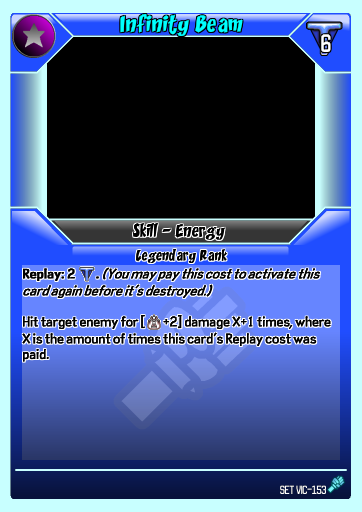 Infinity Beam
6
Skill - Energy
Legendary Rank
Replay: 2 . (You may pay this cost to activate this
card again before it's destroyed.)
Hit target enemy for [ +2] damage X+1 times, where
X is the amount of times this card's Replay cost was
paid.
SET VIC-153